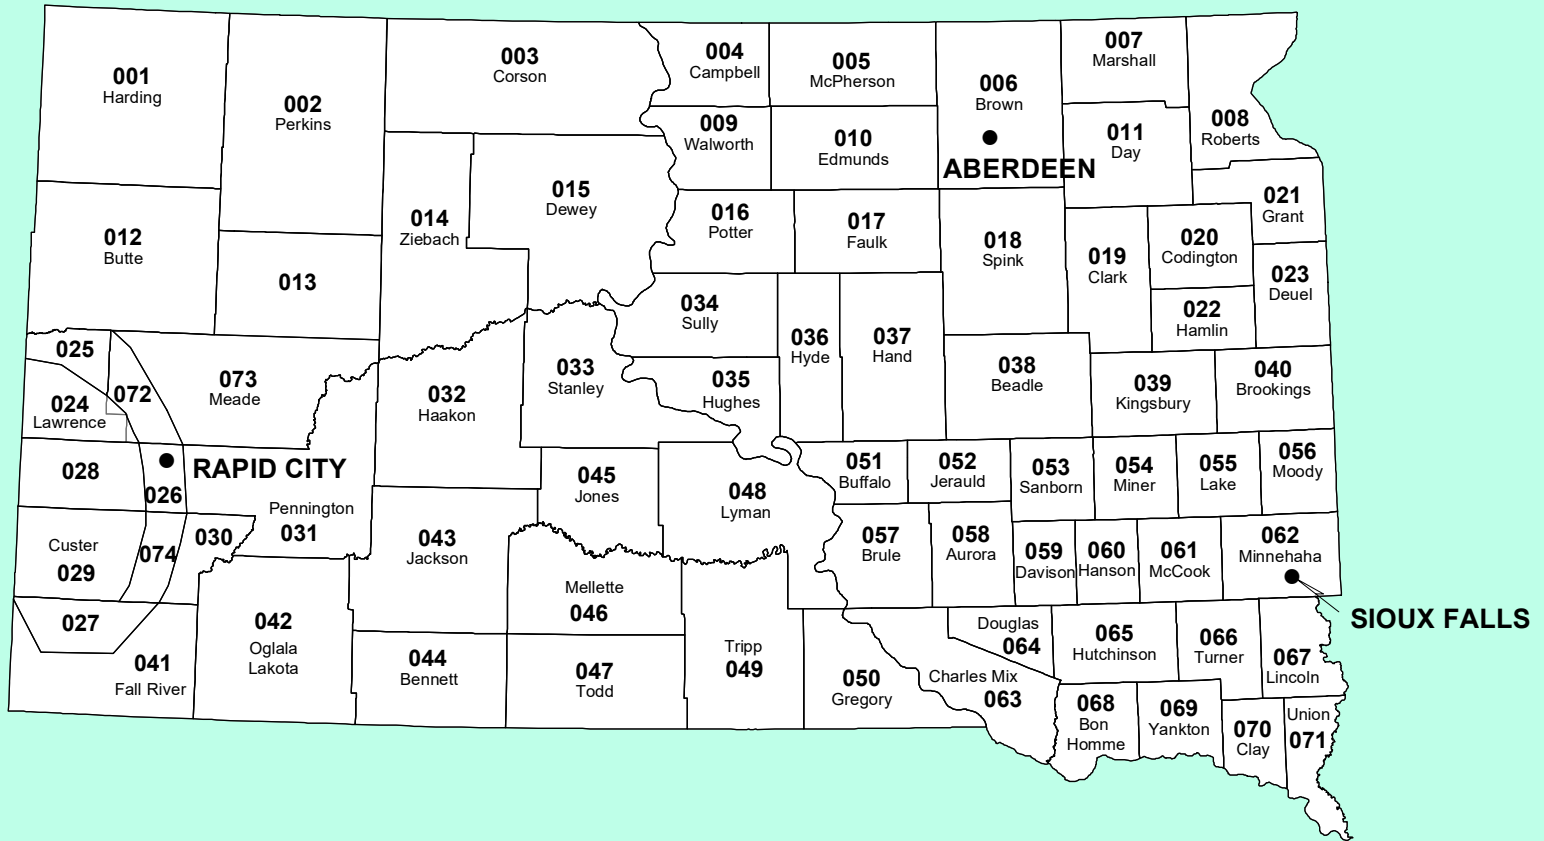 001
Harding
002
Perkins
003
Corson
004
Campbell
005
McPherson
006
Brown
007
Marshall
008
Roberts
009
Walworth
010
Edmunds
ABERDEEN
011
Day
012
Butte
013
014
Ziebach
015
Dewey
016
Potter
017
Faulk
018
Spink
019
Clark
020
Codington
021
Grant
022
Hamlin
023
Deuel
025
024
Lawrence
072
073
Meade
032
Haakon
033
Stanley
034
Sully
035
Hughes
036
Hyde
037
Hand
038
Beadle
039
Kingsbury
040
Brookings
028
RAPID CITY
026
Pennington
031
030
Custer
029
074
027
041
Fall River
042
Oglala
Lakota
043
Jackson
044
Bennett
045
Jones
Mellette
046
047
Todd
048
Lyman
Tripp
049
050
Gregory
051
Buffalo
052
Jerauld
053
Sanborn
054
Miner
055
Lake
056
Moody
057
Brule
058
Aurora
059
Davison
060
Hanson
061
McCook
062
Minnehaha
SIOUX FALLS
Charles Mix
063
Douglas
064
065
Hutchinson
066
Turner
067
Lincoln
068
Bon
Homme
069
Yankton
070
Clay
Union
071